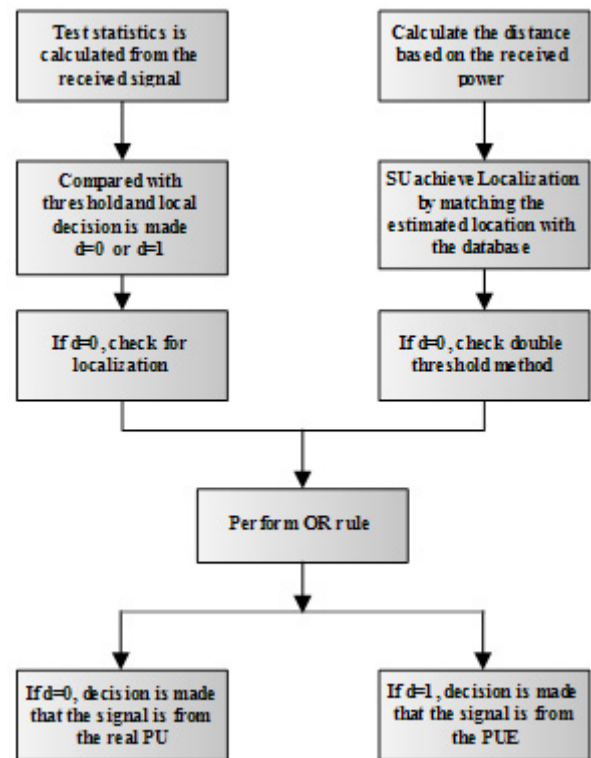 Test statistics is
calculated from the
received signal
Calculate the distance
based on the received
power
Compared with
threshold and local
decision is made
d=0 or d=1
SU achieve Localization
by matching the
estimated location with
the database
If d=0, check for
localization
If d=0, check double
threshold method
Perform OR rule
If d=0, decision is made
that the signal is from
the real PU
If d=1, decision is made
that the signal is from
the PUE